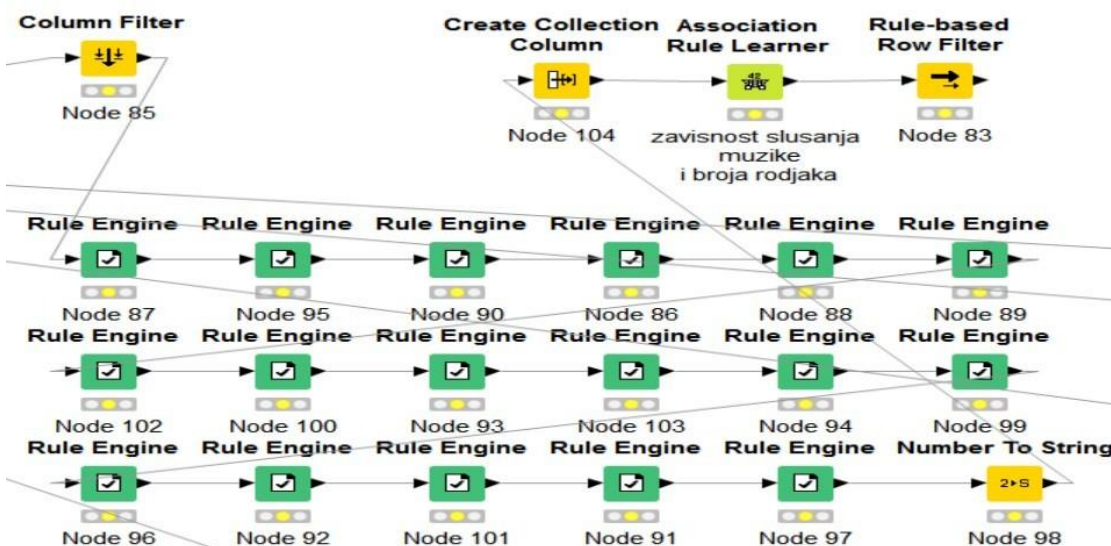 Column Filter
Node 85
Create Collection
Column
Node 104
Association
Rule Learner
zavisnost slusanja
muzike
i broja rodjaka
Rule-based
Row Filter
Node 83
Rule Engine Rule Engine Rule Engine Rule Engine Rule Engine Rule Engine
Node 87 Node 95 Node 90 Node 86 Node 88 Node 89
Rule Engine Rule Engine Rule Engine Rule Engine Rule Engine Rule Engine
Node 102 Node 100 Node 93 Node 103 Node 94 Node 99
Rule Engine Rule Engine Rule Engine Rule Engine Rule Engine Number To String
2▸S
Node 96 Node 92 Node 101 Node 91 Node 97 Node 98